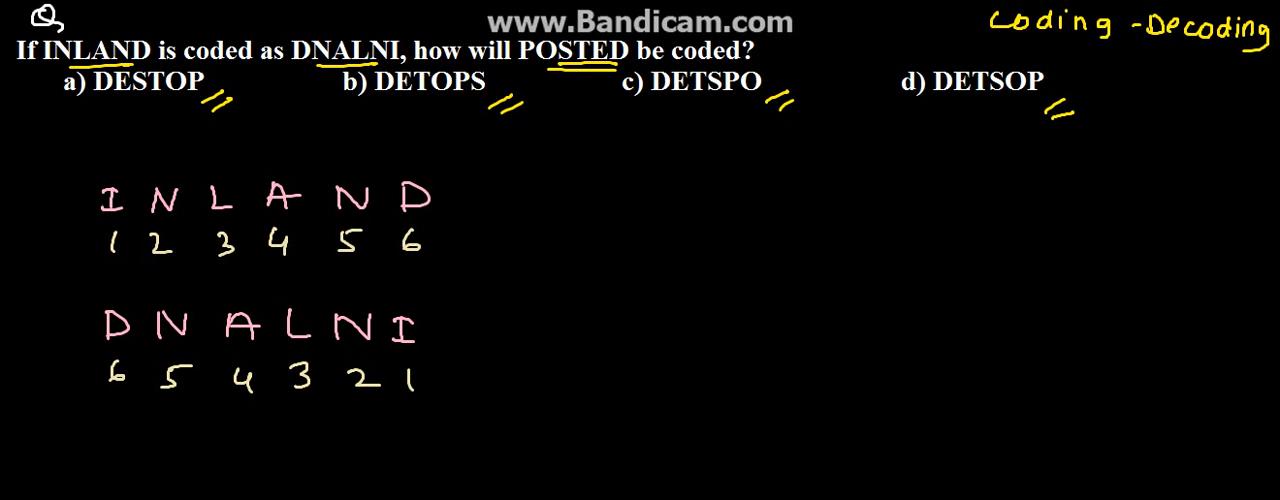 www.Bandicam.com
Coding - Decoding
Q
If INLAND is coded as DNALNI, how will POSTED be coded?
a) DESTOP b) DETOPS c) DETSPO d) DETSOP
I N L A N D
1 2 3 4 5 6
D N A L N I
6 5 4 3 2 1